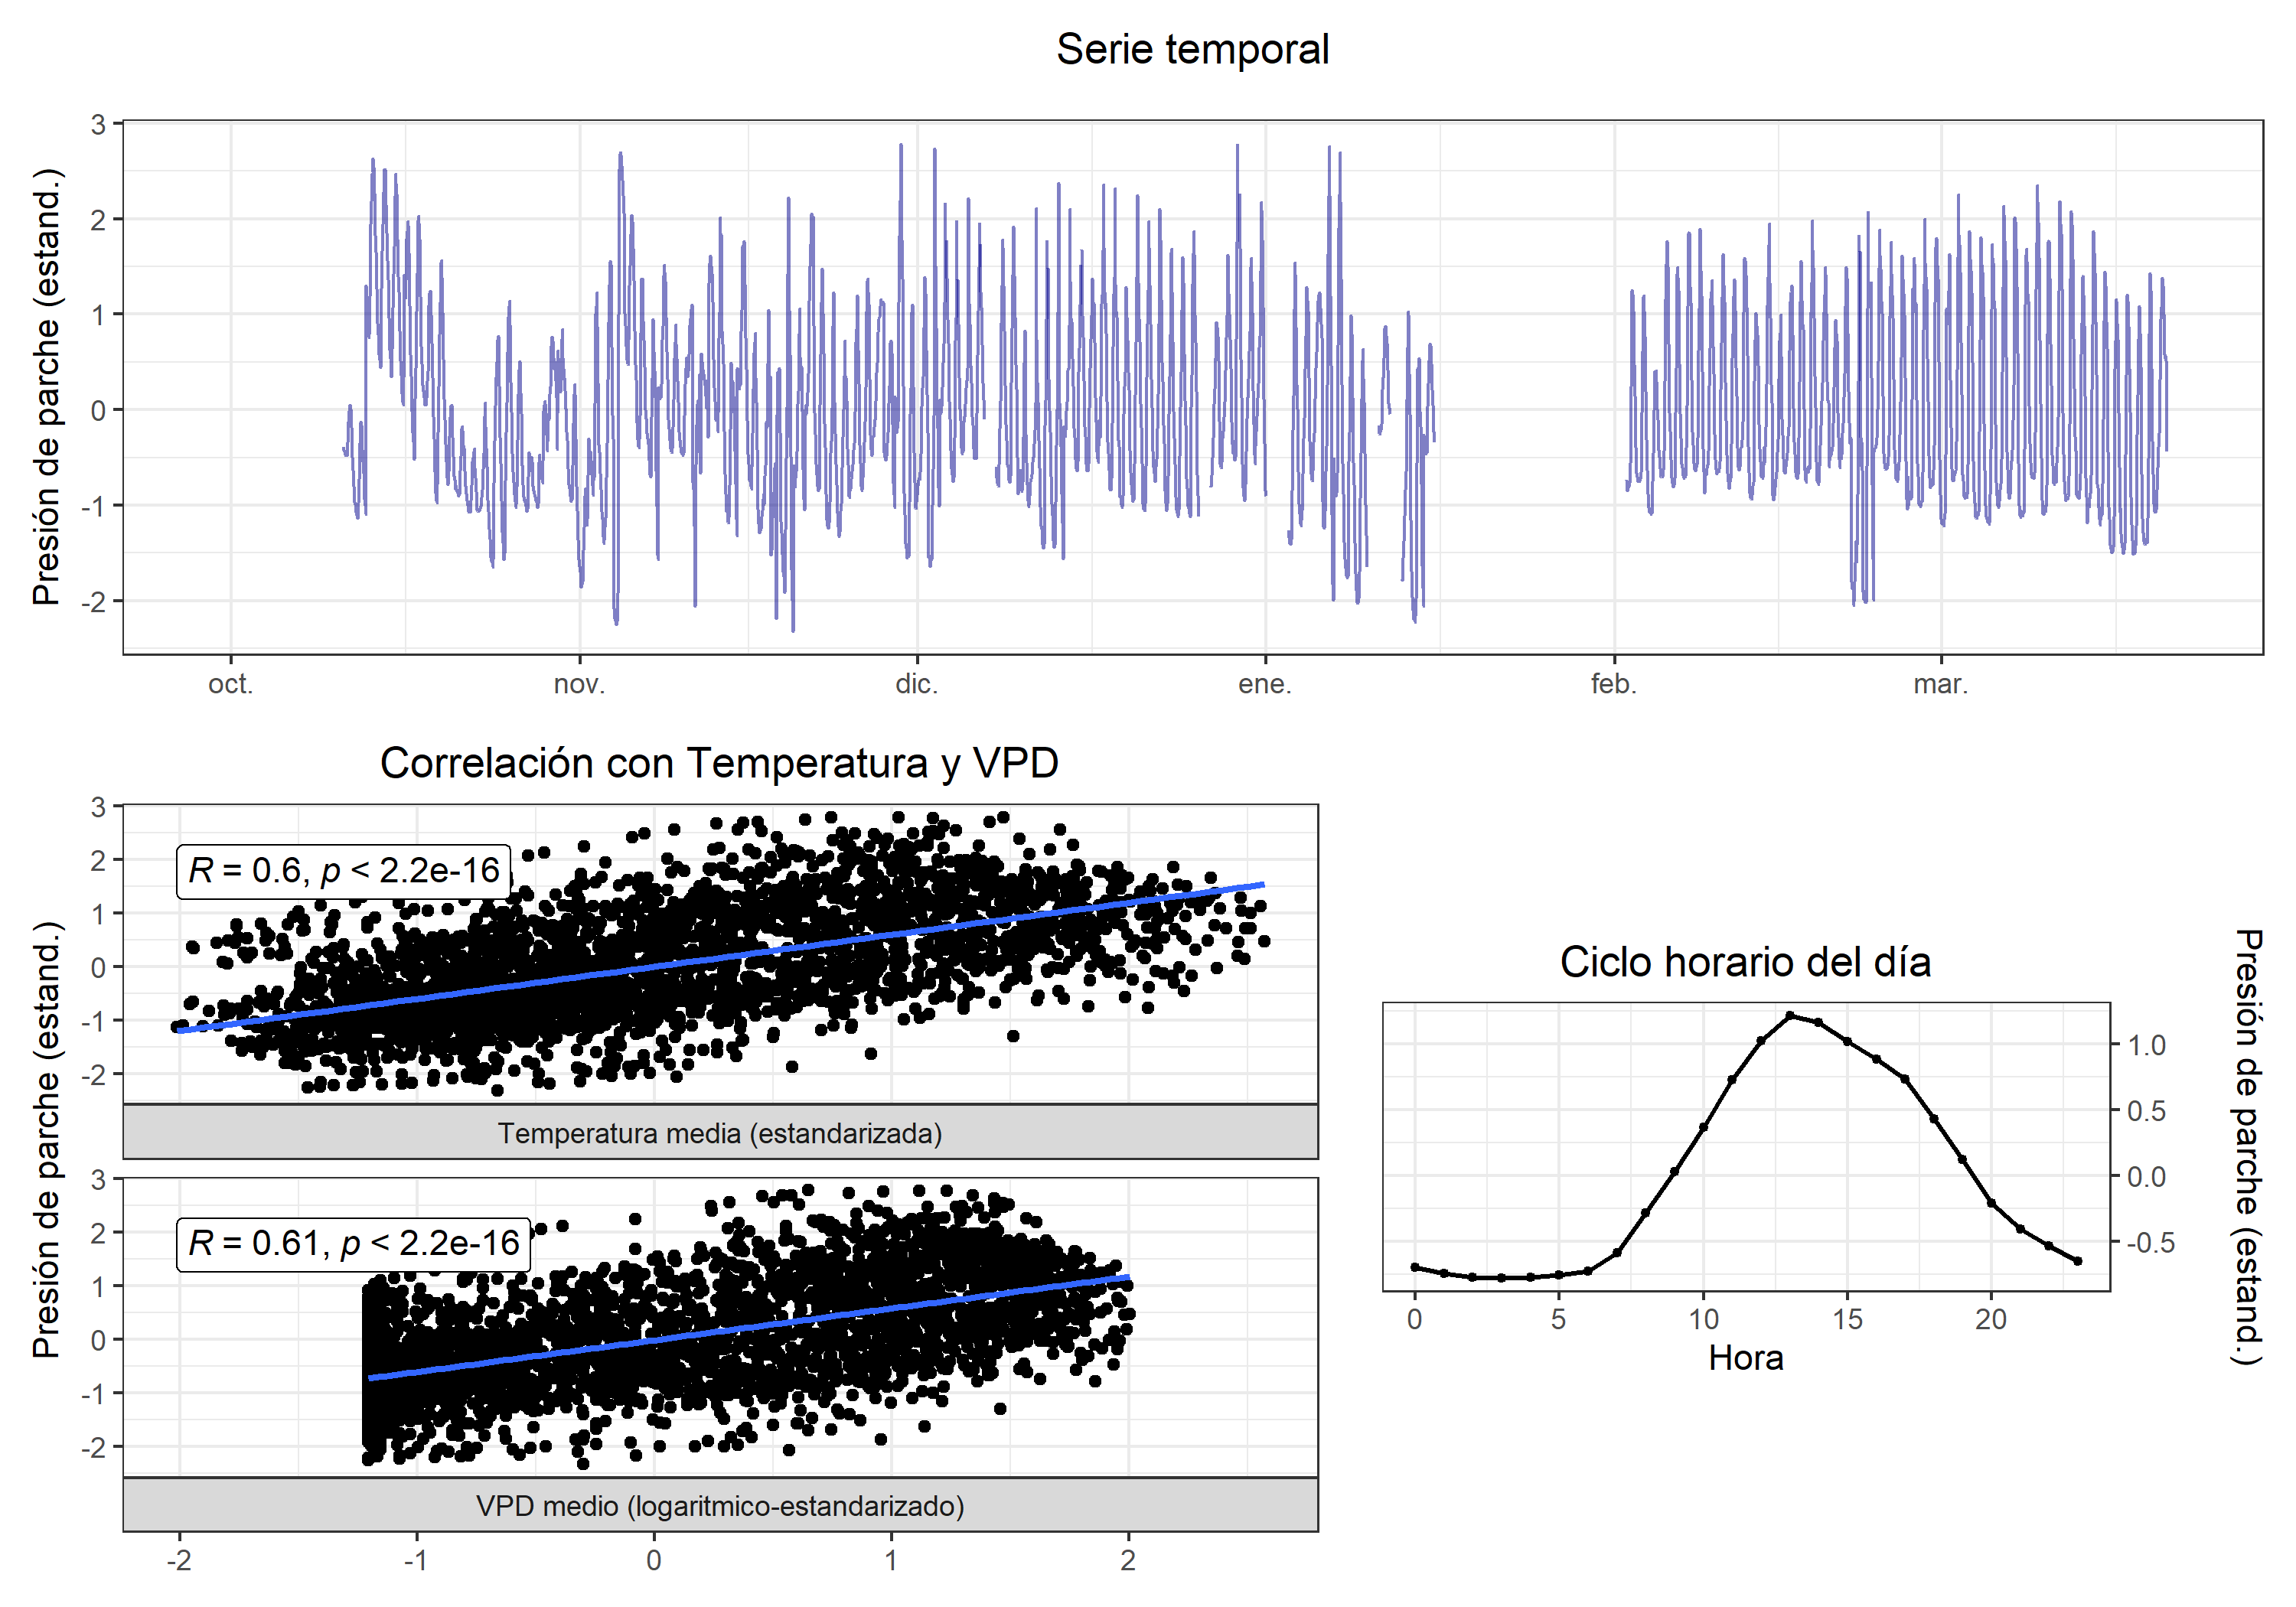 Serie temporal
Presión de parche (estand.)
3
2
1
0
-1
-2
oct.
nov.
dic.
ene.
feb.
mar.
Correlación con Temperatura y VPD
Presión de parche (estand.)
3
2
1
0
-1
-2
R = 0.6, p < 2.2e-16
Temperatura media (estandarizada)
3
2
1
0
-1
-2
R = 0.61, p < 2.2e-16
VPD medio (logaritmico-estandarizado)
-2
-1
0
1
2
Ciclo horario del día
1.0
0.5
0.0
-0.5
Presión de parche (estand.)
0
5
10
15
20
Hora